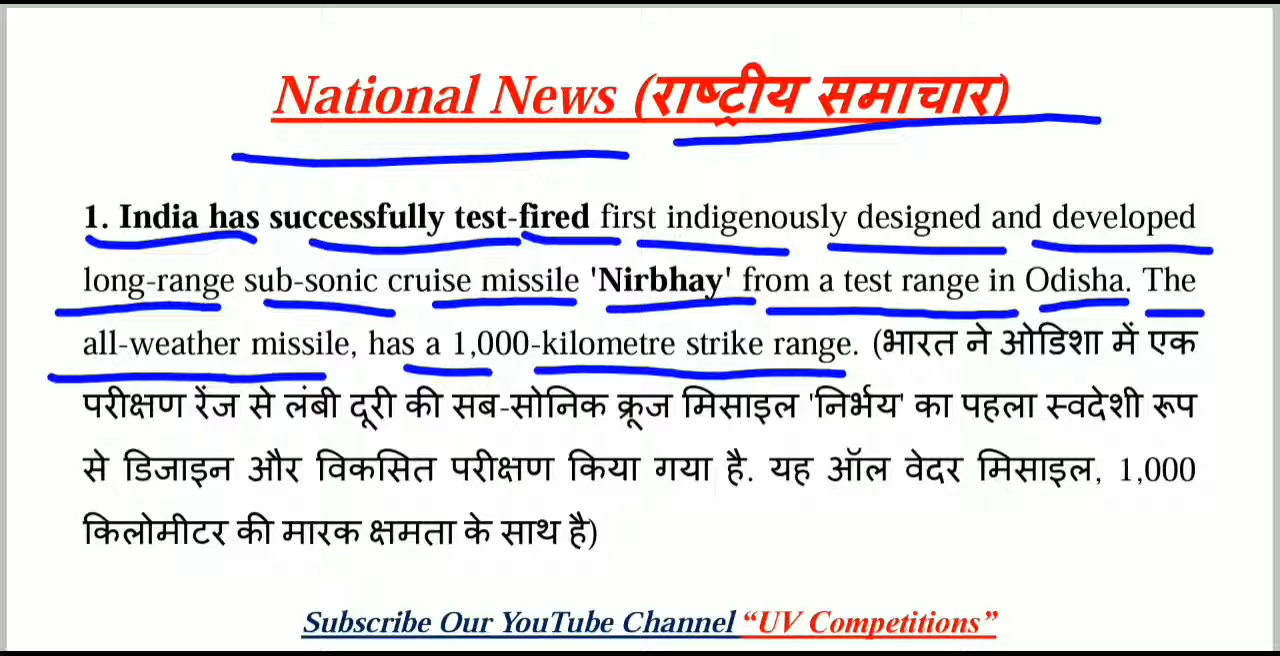 National News (राष्ट्रीय समाचार)
1. India has successfully test-fired first indigenously designed and developed
long-range sub-sonic cruise missile 'Nirbhay' from a test range in Odisha. The
all-weather missile, has a 1,000-kilometre strike range. (भारत ने ओडिशा में एक
परीक्षण रेंज से लंबी दूरी की सब-सोनिक क्रूज मिसाइल 'निर्भय' का पहला स्वदेशी रूप
से डिजाइन और विकसित परीक्षण किया गया है. यह ऑल वेदर मिसाइल, 1,000
किलोमीटर की मारक क्षमता के साथ है)
Subscribe Our YouTube Channel “UV Competitions”